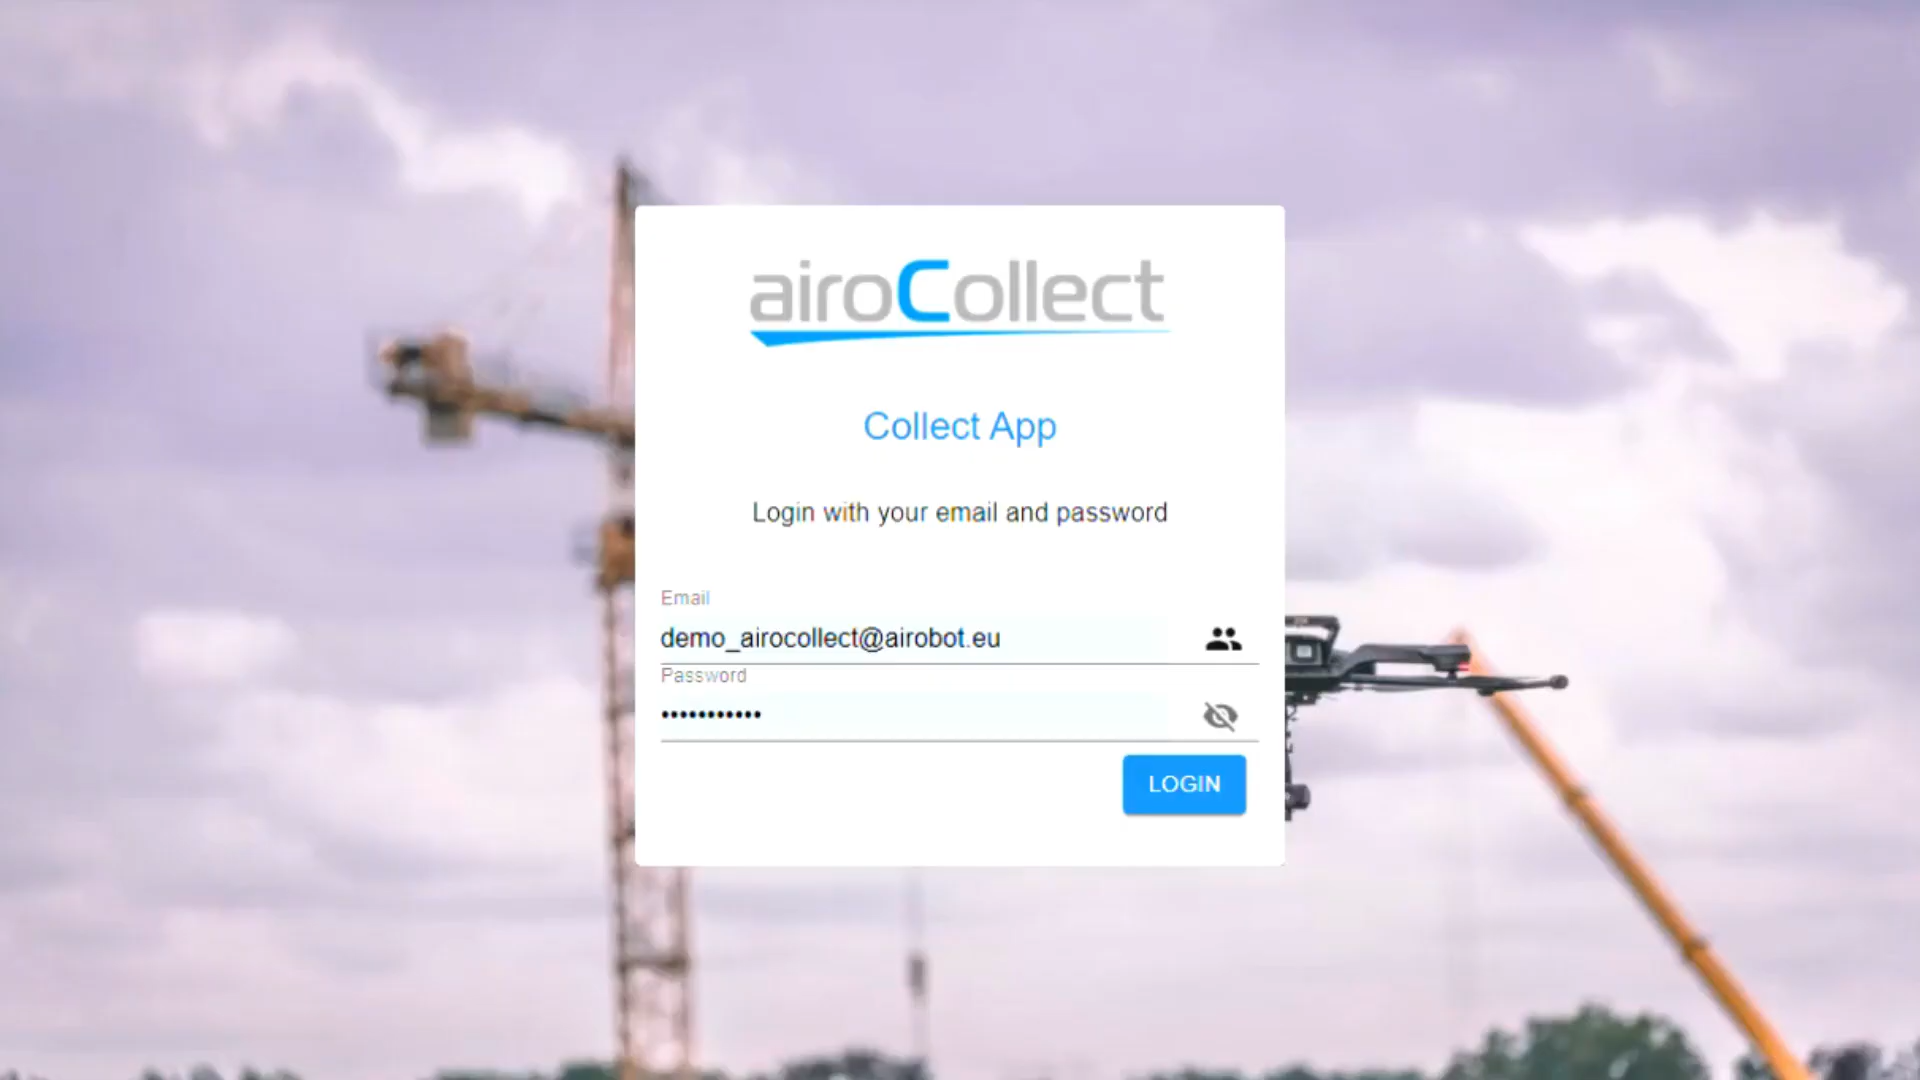 airoCollect
Collect App
Login with your email and password
Email
demo_airocollect@airobot.eu
Password
•••••••••••
LOGIN